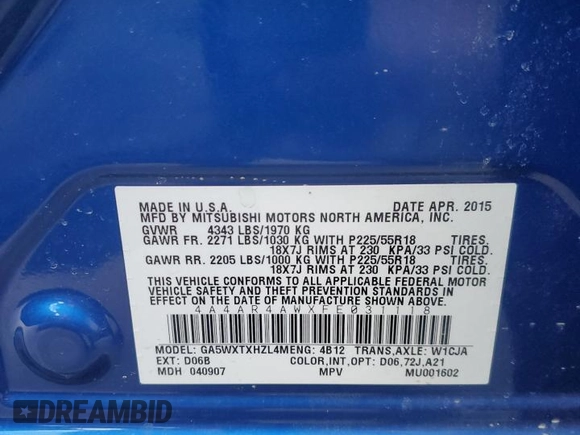 MADE IN U.S.A. DATE APR. 2015
MFD BY MITSUBISHI MOTORS NORTH AMERICA, INC.
GVWR 4343 LBS/1970 KG
GAWR FR. 2271 LBS/1030 KG WITH P225/55R18 TIRES.
18X7J RIMS AT 230 KPA/33 PSI COLD.
GAWR RR. 2205 LBS/1000 KG WITH P225/55R18 TIRES.
18X7J RIMS AT 230 KPA/33 PSI COLD.
THIS VEHICLE CONFORMS TO ALL APPLICABLE FEDERAL MOTOR
VEHICLE SAFETY AND THEFT PREVENTION STANDARDS IN
EFFECT ON THE DATE OF MANUFACTURE SHOWN ABOVE.
4A4AR4AWXFE031118
MODEL: GA5WXTXHZL4MENG: 4B12 TRANS,AXLE: W1CJA
EXT: D06B COLOR,INT,OPT: D06,72J,A21
MDH 040907 MPV MU001602
DREAMBID